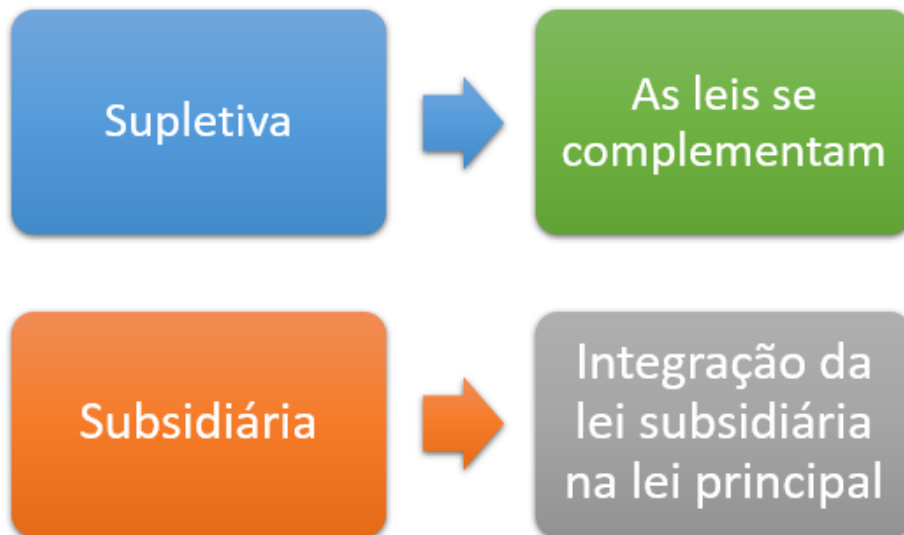 Supletiva
As leis se
complementam
Subsidiária
Integração da
lei subsidiária
na lei principal